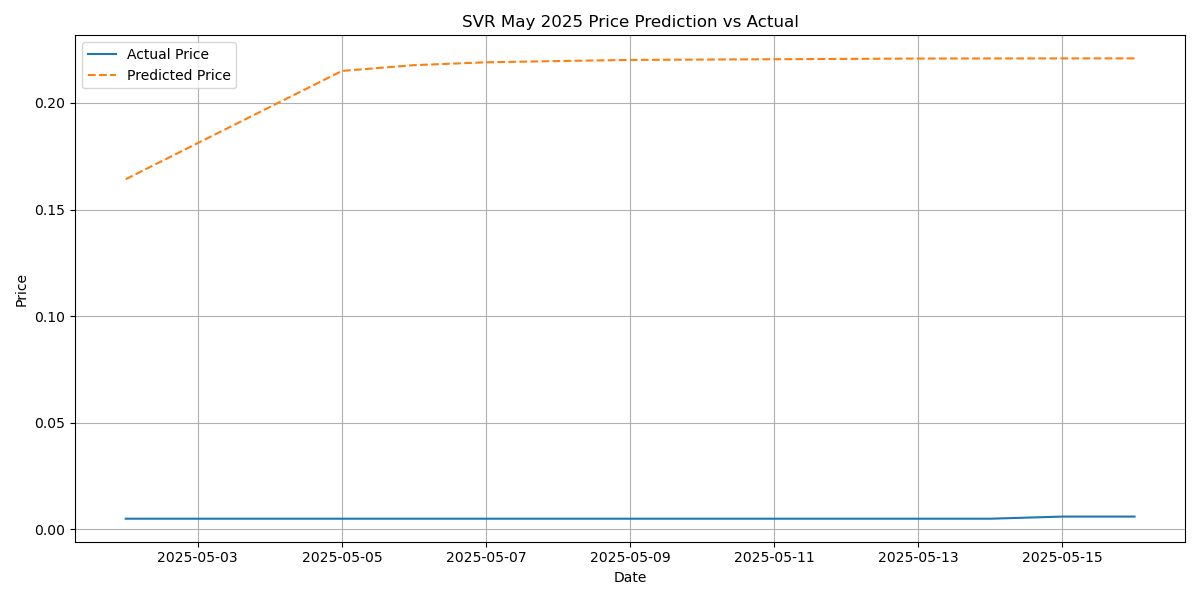 SVR May 2025 Price Prediction vs Actual
Actual Price
Predicted Price
0.20
0.15
0.10
0.05
0.00
Price
2025-05-03
2025-05-05
2025-05-07
2025-05-09
2025-05-11
2025-05-13
2025-05-15
Date